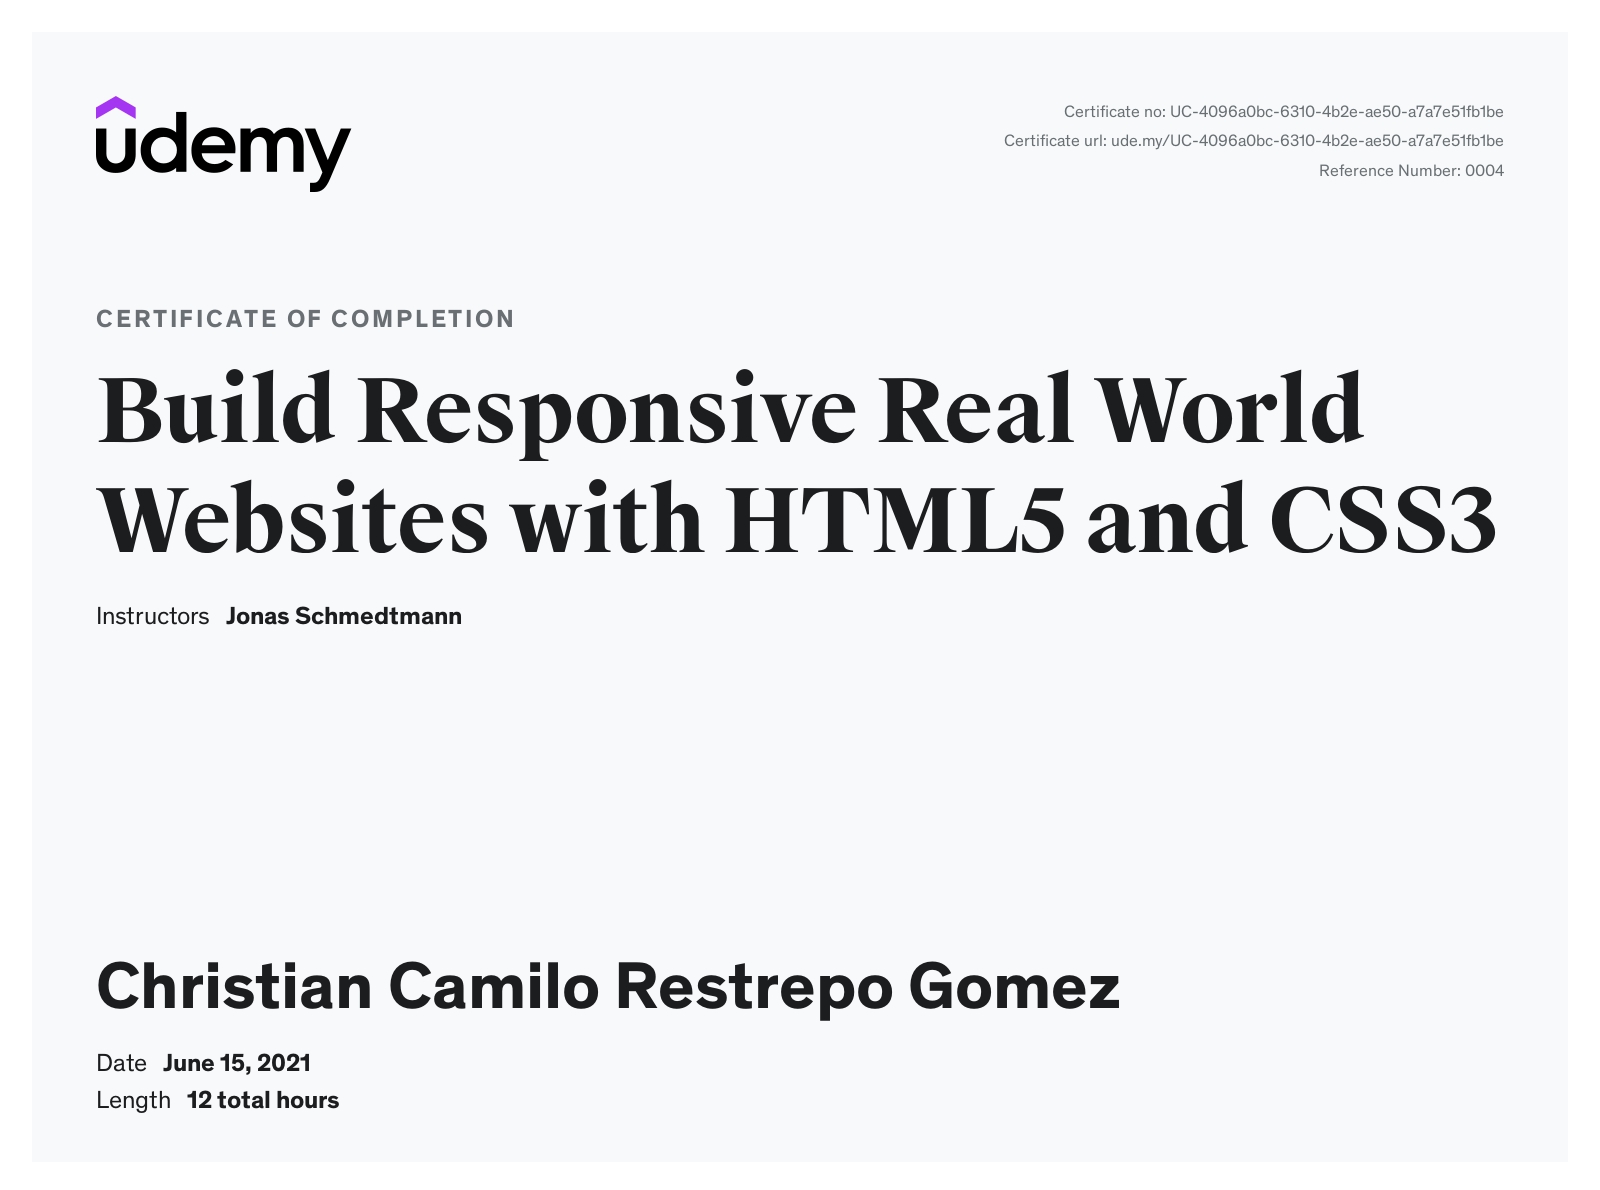 udemy
Certificate no: UC-4096a0bc-6310-4b2e-ae50-a7a7e51fb1be
Certificate url: ude.my/UC-4096a0bc-6310-4b2e-ae50-a7a7e51fb1be
Reference Number: 0004
CERTIFICATE OF COMPLETION
Build Responsive Real World
Websites with HTML5 and CSS3
Instructors Jonas Schmedtmann
Christian Camilo Restrepo Gomez
Date June 15, 2021
Length 12 total hours